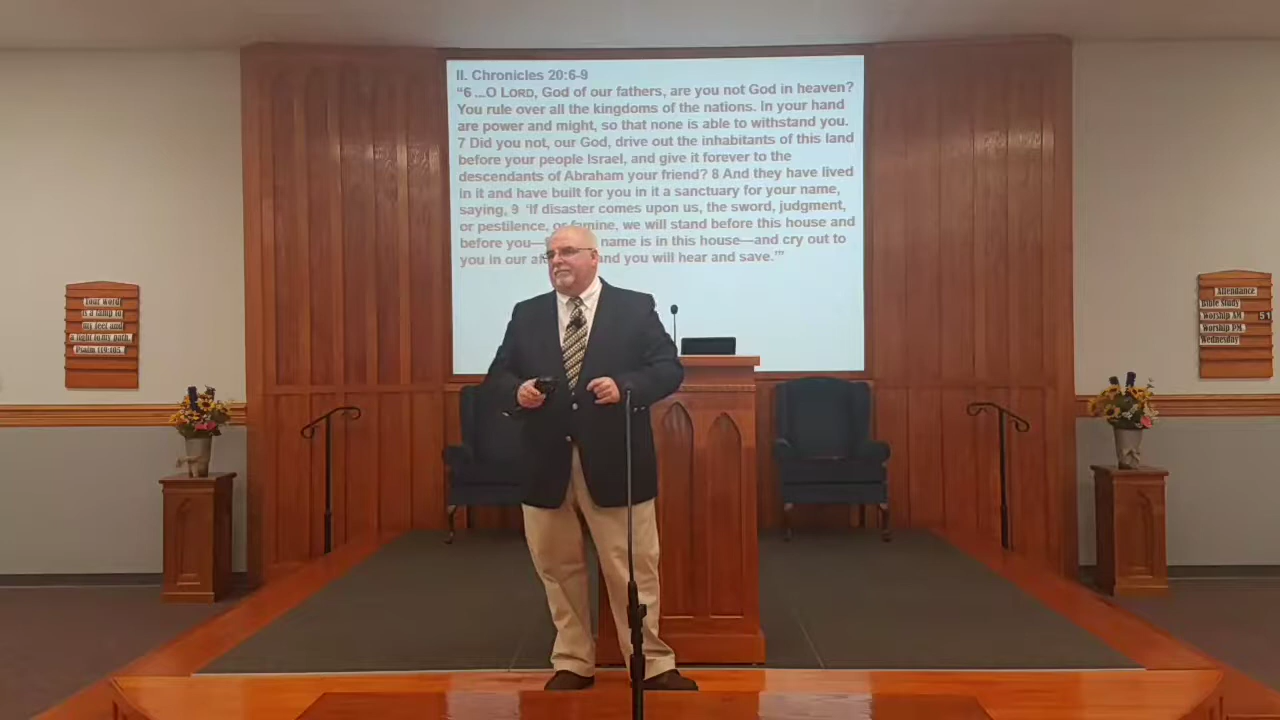 II. Chronicles 20:6-9
“6 ...O LORD, God of our fathers, are you not God in heaven?
You rule over all the kingdoms of the nations. In your hand
are power and might, so that none is able to withstand you.
7 Did you not, our God, drive out the inhabitants of this land
before your people Israel, and give it forever to the
descendants of Abraham your friend? 8 And they have lived
in it and have built for you in it a sanctuary for your name,
saying, 9 ‘If disaster comes upon us, the sword, judgment,
or pestilence, or famine, we will stand before this house and
before you— name is in this house—and cry out to
you in our and you will hear and save.’”
Your word
is a lamp to
my feet and
a light to my path.
Psalm 119:105
Attendance
Bible Study
Worship AM 51
Worship PM
Wednesday